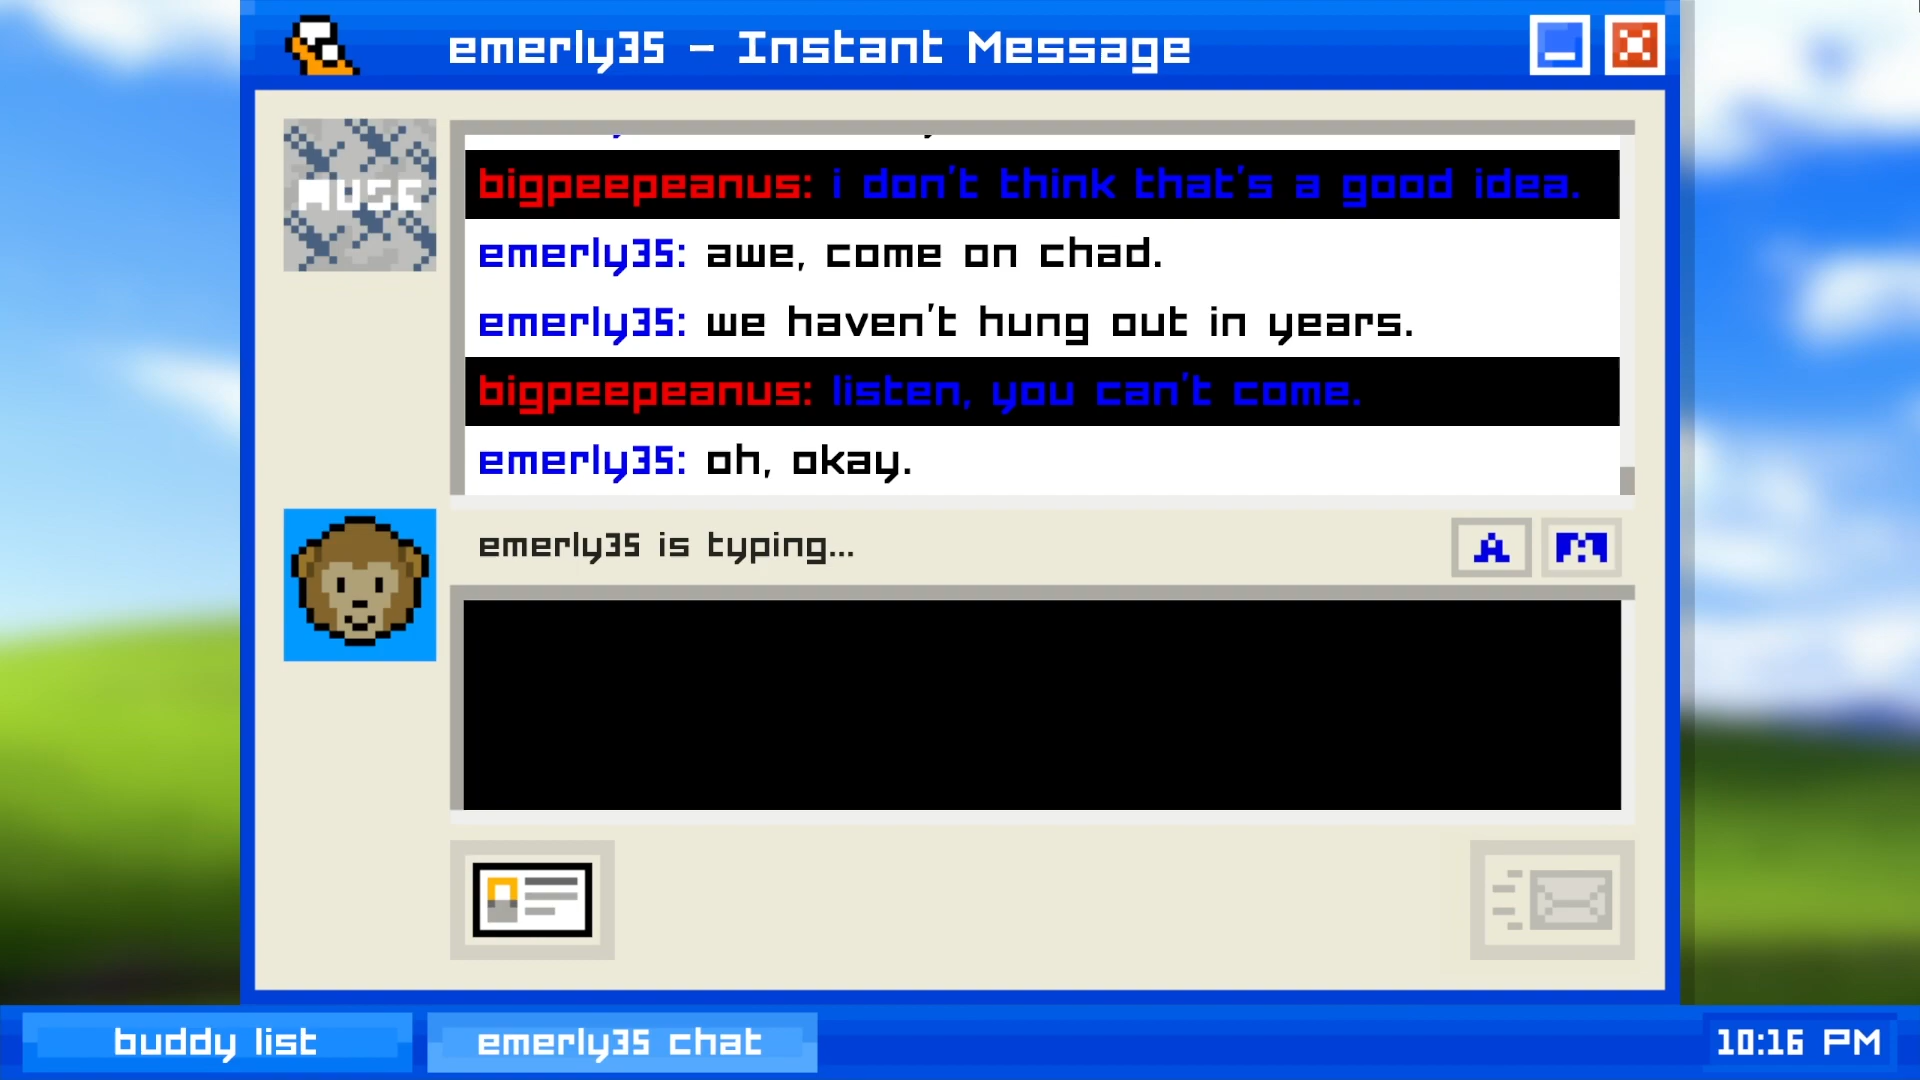 emerly35 - Instant Message
MUSE
bigpeepeanus: i don't think that's a good idea.
emerly35: awe, come on chad.
emerly35: we haven't hung out in years.
bigpeepeanus: listen, you can't come.
emerly35: oh, okay.
emerly35 is typing...
A
buddy list
emerly35 chat
10:16 PM